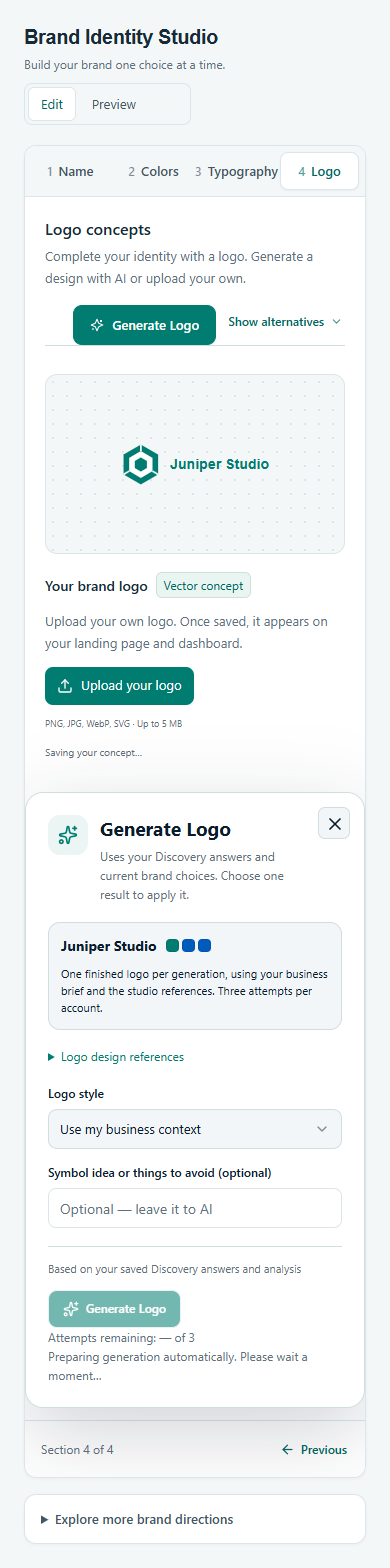 Brand Identity Studio
Build your brand one choice at a time.
Edit Preview
1 Name 2 Colors 3 Typography 4 Logo
Logo concepts
Complete your identity with a logo. Generate a
design with AI or upload your own.
Generate Logo Show alternatives
Juniper Studio
Your brand logo Vector concept
Upload your own logo. Once saved, it appears on
your landing page and dashboard.
Upload your logo
PNG, JPG, WebP, SVG · Up to 5 MB
Saving your concept...
Generate Logo
Uses your Discovery answers and
current brand choices. Choose one
result to apply it.
Juniper Studio
One finished logo per generation, using your business
brief and the studio references. Three attempts per
account.
Logo design references
Logo style
Use my business context
Symbol idea or things to avoid (optional)
Optional — leave it to AI
Based on your saved Discovery answers and analysis
Generate Logo
Attempts remaining: — of 3
Preparing generation automatically. Please wait a
moment...
Section 4 of 4 Previous
Explore more brand directions